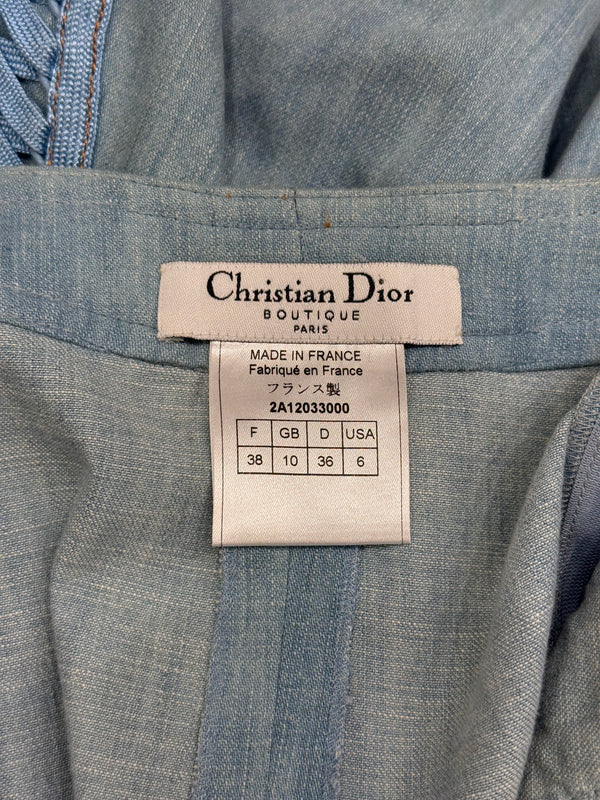 Christian Dior
BOUTIQUE
PARIS
MADE IN FRANCE
Fabriqué en France
フランス製
2A12033000
F GB D USA
38 10 36 6